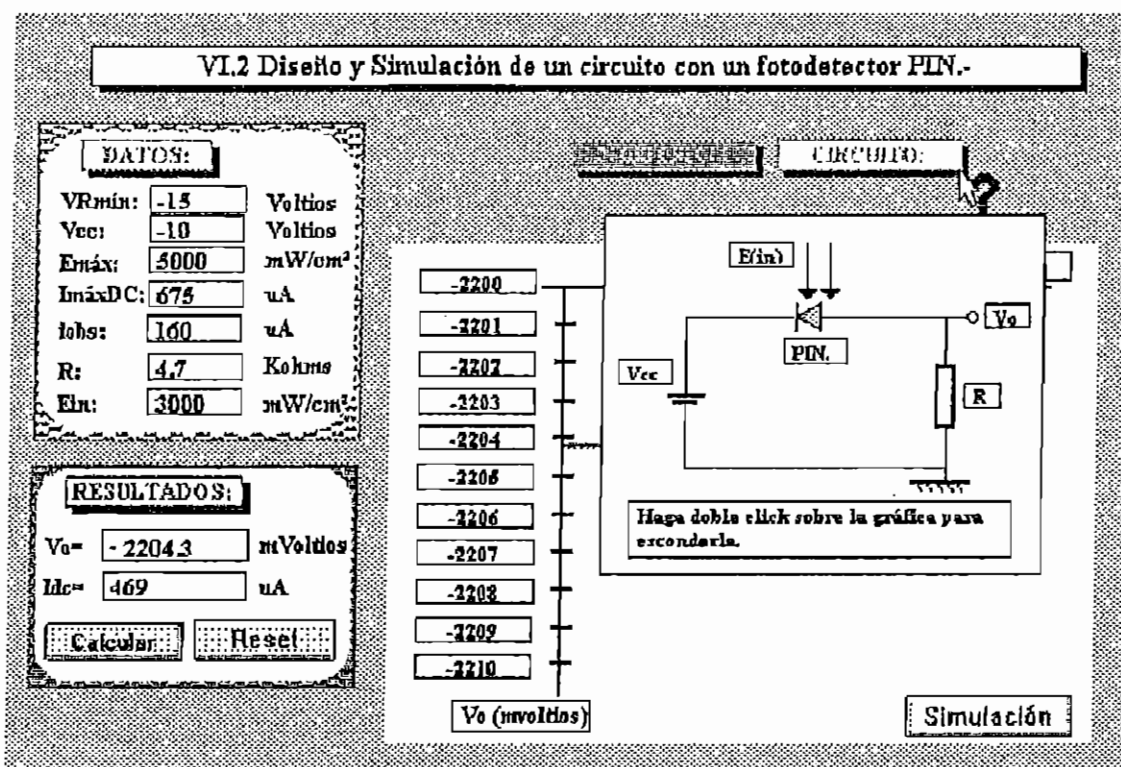 VI.2 Diseño y Simulación de un circuito con un fotodetector PIN.-
DATOS:
VRmín: -15 Voltios
Vcc: -10 Voltios
Emáx: 5000 mW/cm²
ImáxDC: 675 uA
Iobs: 160 uA
R: 4.7 Kohms
Ein: 3000 mW/cm²
RESULTADOS:
Vo= -2204.3 mVoltios
Idc= 469 uA
Calcular Reset
CIRCUITO:
?
-2200
-2201
-2202
-2203
-2204
-2205
-2206
-2207
-2208
-2209
-2210
Vo (mvoltios)
E(in)
Vo
PIN.
Vcc
R
Haga doble click sobre la gráfica para
esconderla.
Simulación